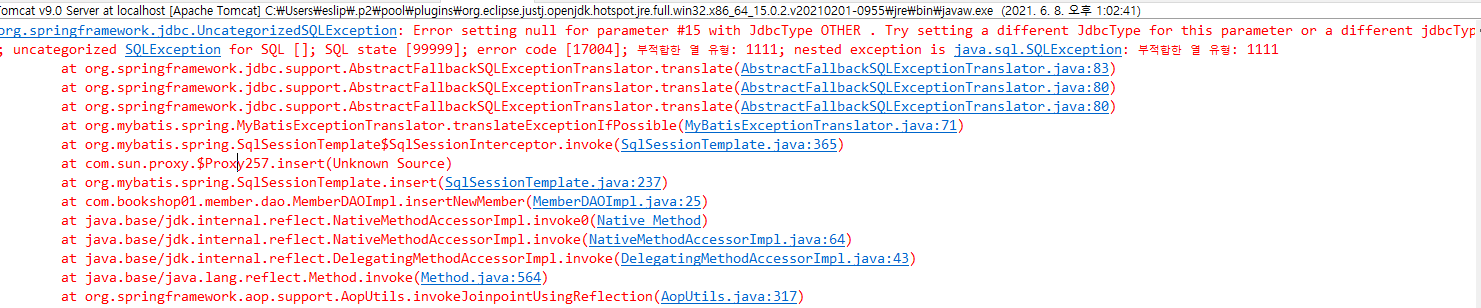 Tomcat v9.0 Server at localhost [Apache Tomcat] C:₩Users₩eslip₩.p2₩pool₩plugins₩org.eclipse.justj.openjdk.hotspot.jre.full.win32.x86_64_15.0.2.v20210201-0955₩jre₩bin₩javaw.exe (2021. 6. 8. 오후 1:02:41)
org.springframework.jdbc.UncategorizedSQLException: Error setting null for parameter #15 with JdbcType OTHER . Try setting a different JdbcType for this parameter or a different jdbcTyp
; uncategorized SQLException for SQL []; SQL state [99999]; error code [17004]; 부적합한 열 유형: 1111; nested exception is java.sql.SQLException: 부적합한 열 유형: 1111
at org.springframework.jdbc.support.AbstractFallbackSQLExceptionTranslator.translate(AbstractFallbackSQLExceptionTranslator.java:83)
at org.springframework.jdbc.support.AbstractFallbackSQLExceptionTranslator.translate(AbstractFallbackSQLExceptionTranslator.java:80)
at org.springframework.jdbc.support.AbstractFallbackSQLExceptionTranslator.translate(AbstractFallbackSQLExceptionTranslator.java:80)
at org.mybatis.spring.MyBatisExceptionTranslator.translateExceptionIfPossible(MyBatisExceptionTranslator.java:71)
at org.mybatis.spring.SqlSessionTemplate$SqlSessionInterceptor.invoke(SqlSessionTemplate.java:365)
at com.sun.proxy.$Proxy257.insert(Unknown Source)
at org.mybatis.spring.SqlSessionTemplate.insert(SqlSessionTemplate.java:237)
at com.bookshop01.member.dao.MemberDAOImpl.insertNewMember(MemberDAOImpl.java:25)
at java.base/jdk.internal.reflect.NativeMethodAccessorImpl.invoke0(Native Method)
at java.base/jdk.internal.reflect.NativeMethodAccessorImpl.invoke(NativeMethodAccessorImpl.java:64)
at java.base/jdk.internal.reflect.DelegatingMethodAccessorImpl.invoke(DelegatingMethodAccessorImpl.java:43)
at java.base/java.lang.reflect.Method.invoke(Method.java:564)
at org.springframework.aop.support.AopUtils.invokeJoinpointUsingReflection(AopUtils.java:317)